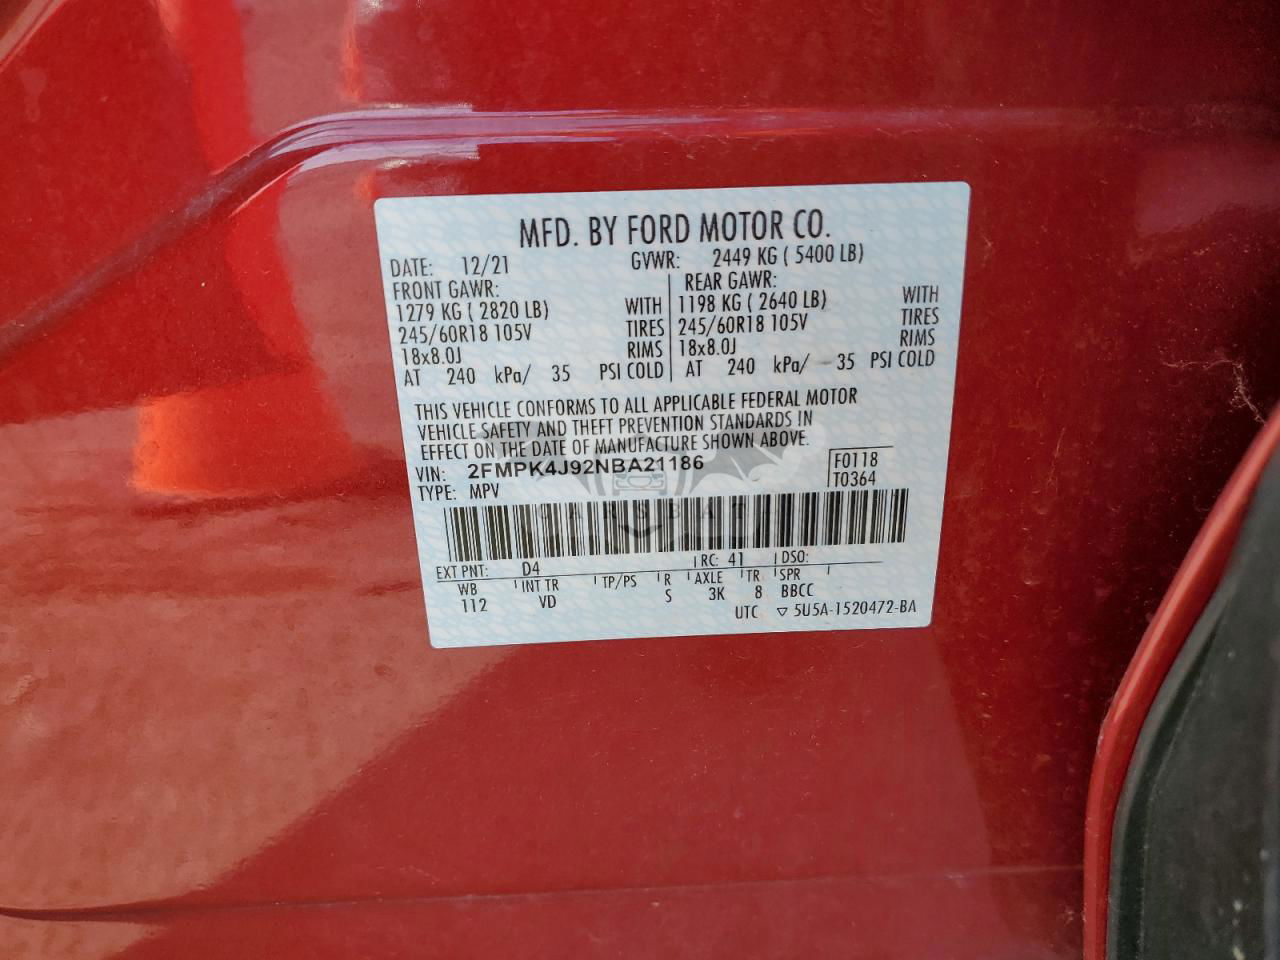 MFD. BY FORD MOTOR CO.
DATE: 12/21 GVWR: 2449 KG ( 5400 LB)
FRONT GAWR: REAR GAWR:
1279 KG ( 2820 LB) WITH 1198 KG ( 2640 LB) WITH
245/60R18 105V TIRES 245/60R18 105V TIRES
18x8.0J RIMS 18x8.0J RIMS
AT 240 kPa/ 35 PSI COLD AT 240 kPa/ 35 PSI COLD
THIS VEHICLE CONFORMS TO ALL APPLICABLE FEDERAL MOTOR
VEHICLE SAFETY AND THEFT PREVENTION STANDARDS IN
EFFECT ON THE DATE OF MANUFACTURE SHOWN ABOVE.
VIN: 2FMPK4J92NBA21186 F0118
TYPE: MPV T0364
CARSBAT
EXT PNT: D4 RC: 41 DSO:
WB INT TR TP/PS R AXLE TR SPR
112 VD S 3K 8 BBCC
UTC ▽ 5U5A-1520472-BA